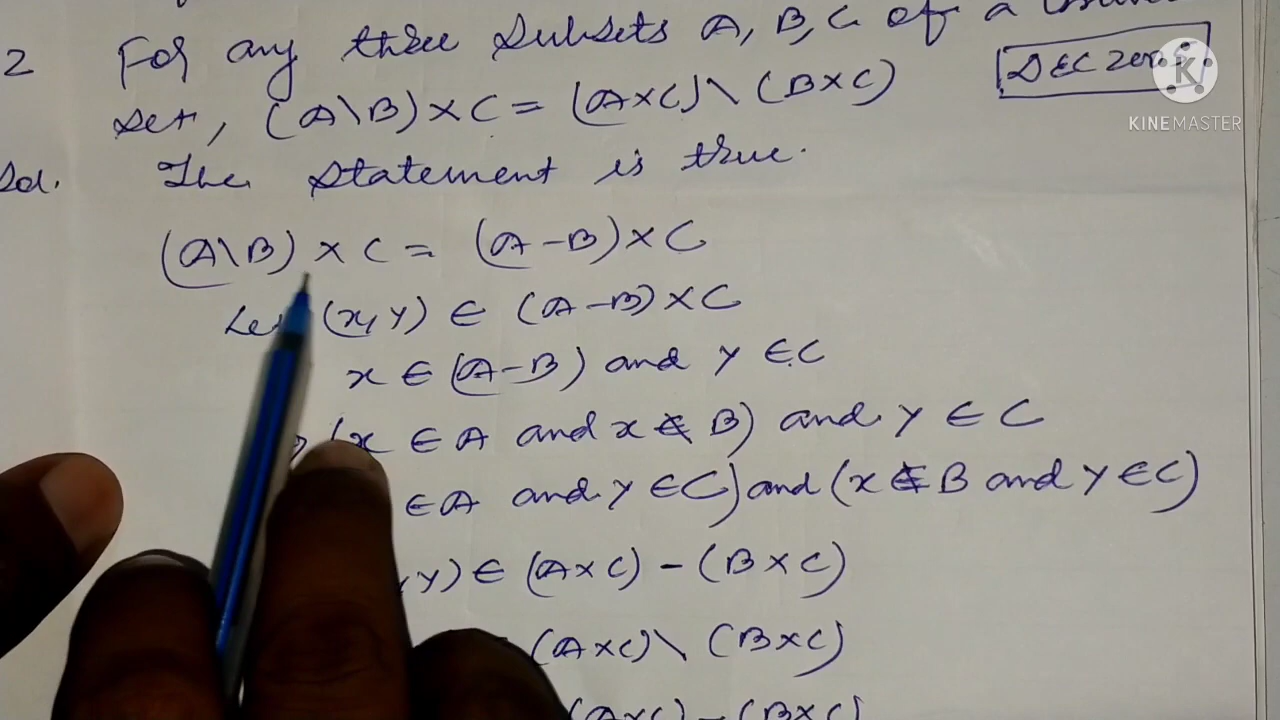 2 For any three subsets A, B, C of a
set, (A\B)×C = (A×C)\(B×C)
DEC
KINEMASTER
Sol. The statement is true.
(A\B) × C = (A-B)×C
Let (x, y) ∈ (A-B)×C
x ∈ (A-B) and y ∈ C
(x ∈ A and x ∉ B) and y ∈ C
∈ A and y ∈ C) and (x ∉ B and y ∈ C)
, y) ∈ (A×C) - (B×C)
(A×C) \ (B×C)
(A×C) - (B×C)